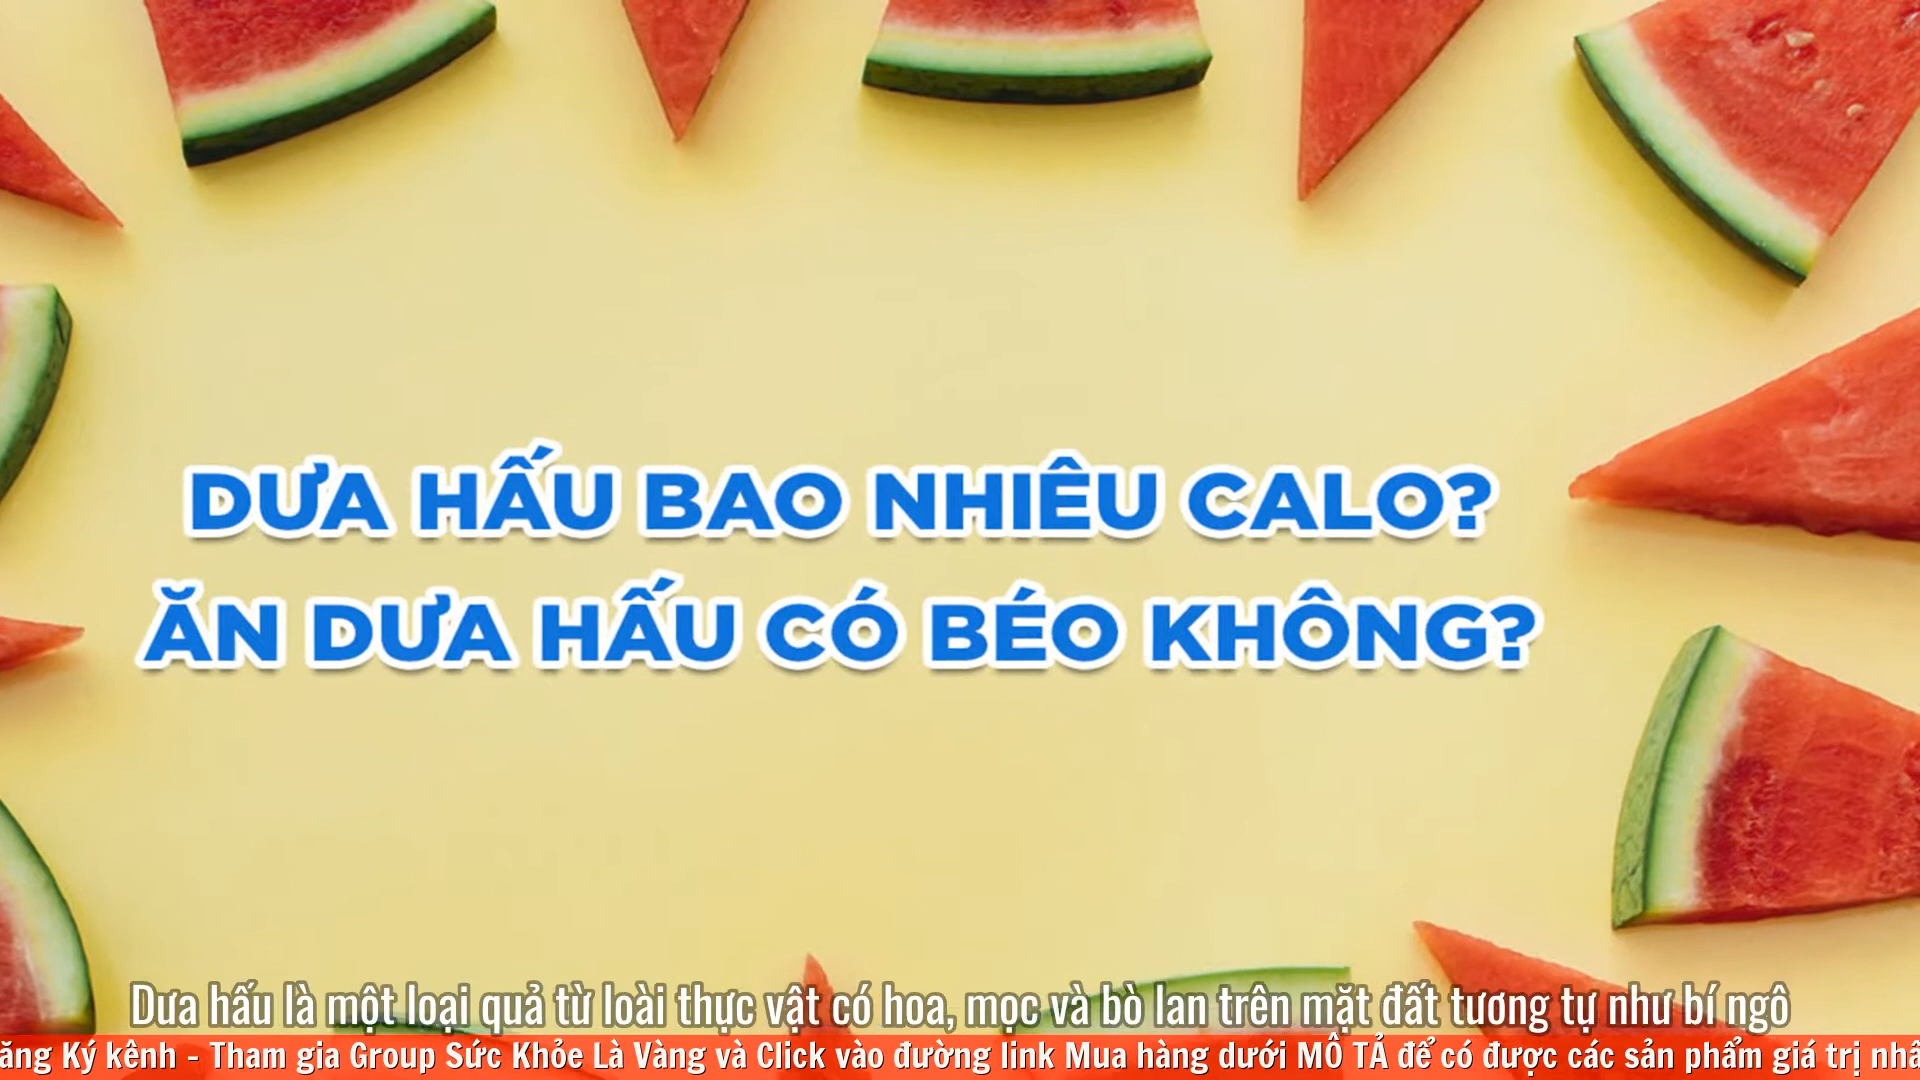 DƯA HẤU BAO NHIÊU CALO?
ĂN DƯA HẤU CÓ BÉO KHÔNG?
Dưa hấu là một loại quả từ loài thực vật có hoa, mọc và bò lan trên mặt đất tương tự như bí ngô
Ký kênh - Tham gia Group Sức Khỏe Là Vàng và Click vào đường link Mua hàng dưới MÔ TẢ để có được các sản phẩm giá trị